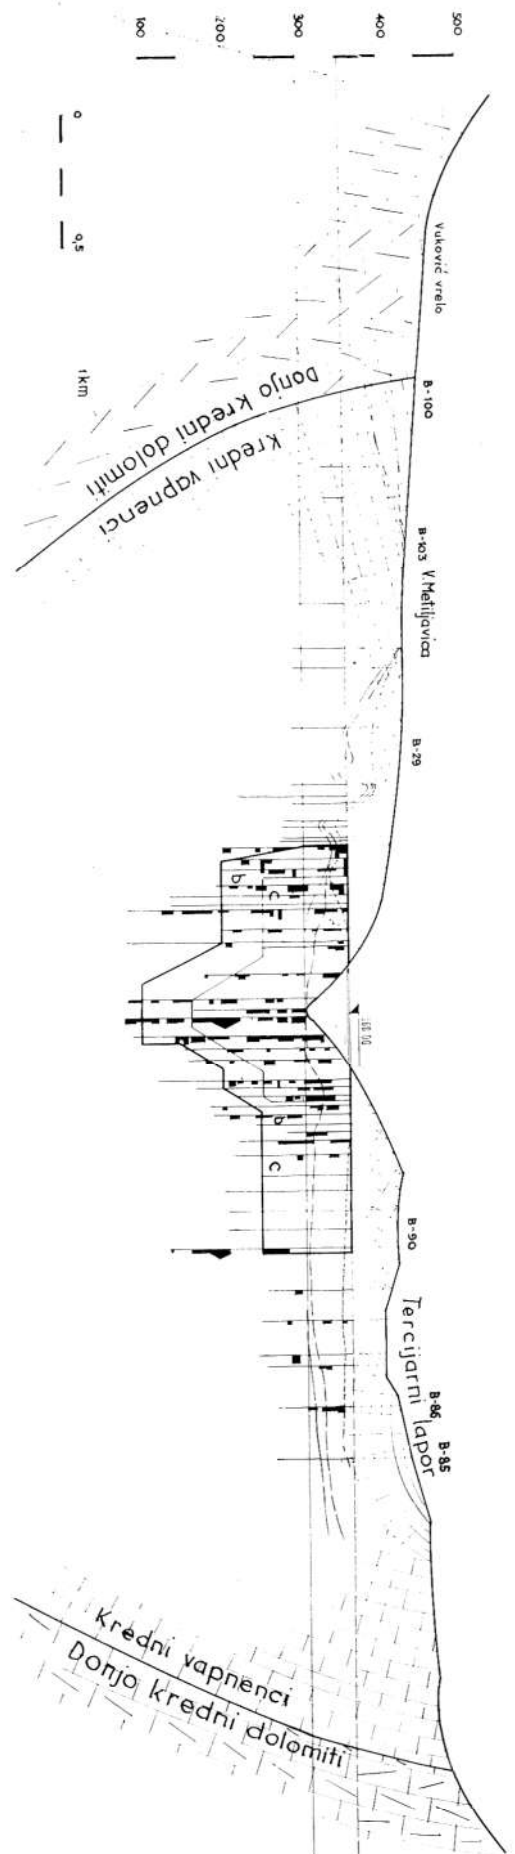 500
400
300
200
100
0
0,5
1km
Vuković vrelo
B-100
Donjo kredni dolomiti
Kredni vapnenci
B-103
V. Metiljavica
B-29
b
c
b
c
B-90
Tercijarni lapor
B-86
B-85
Kredni vapnenci
Donjo kredni dolomiti